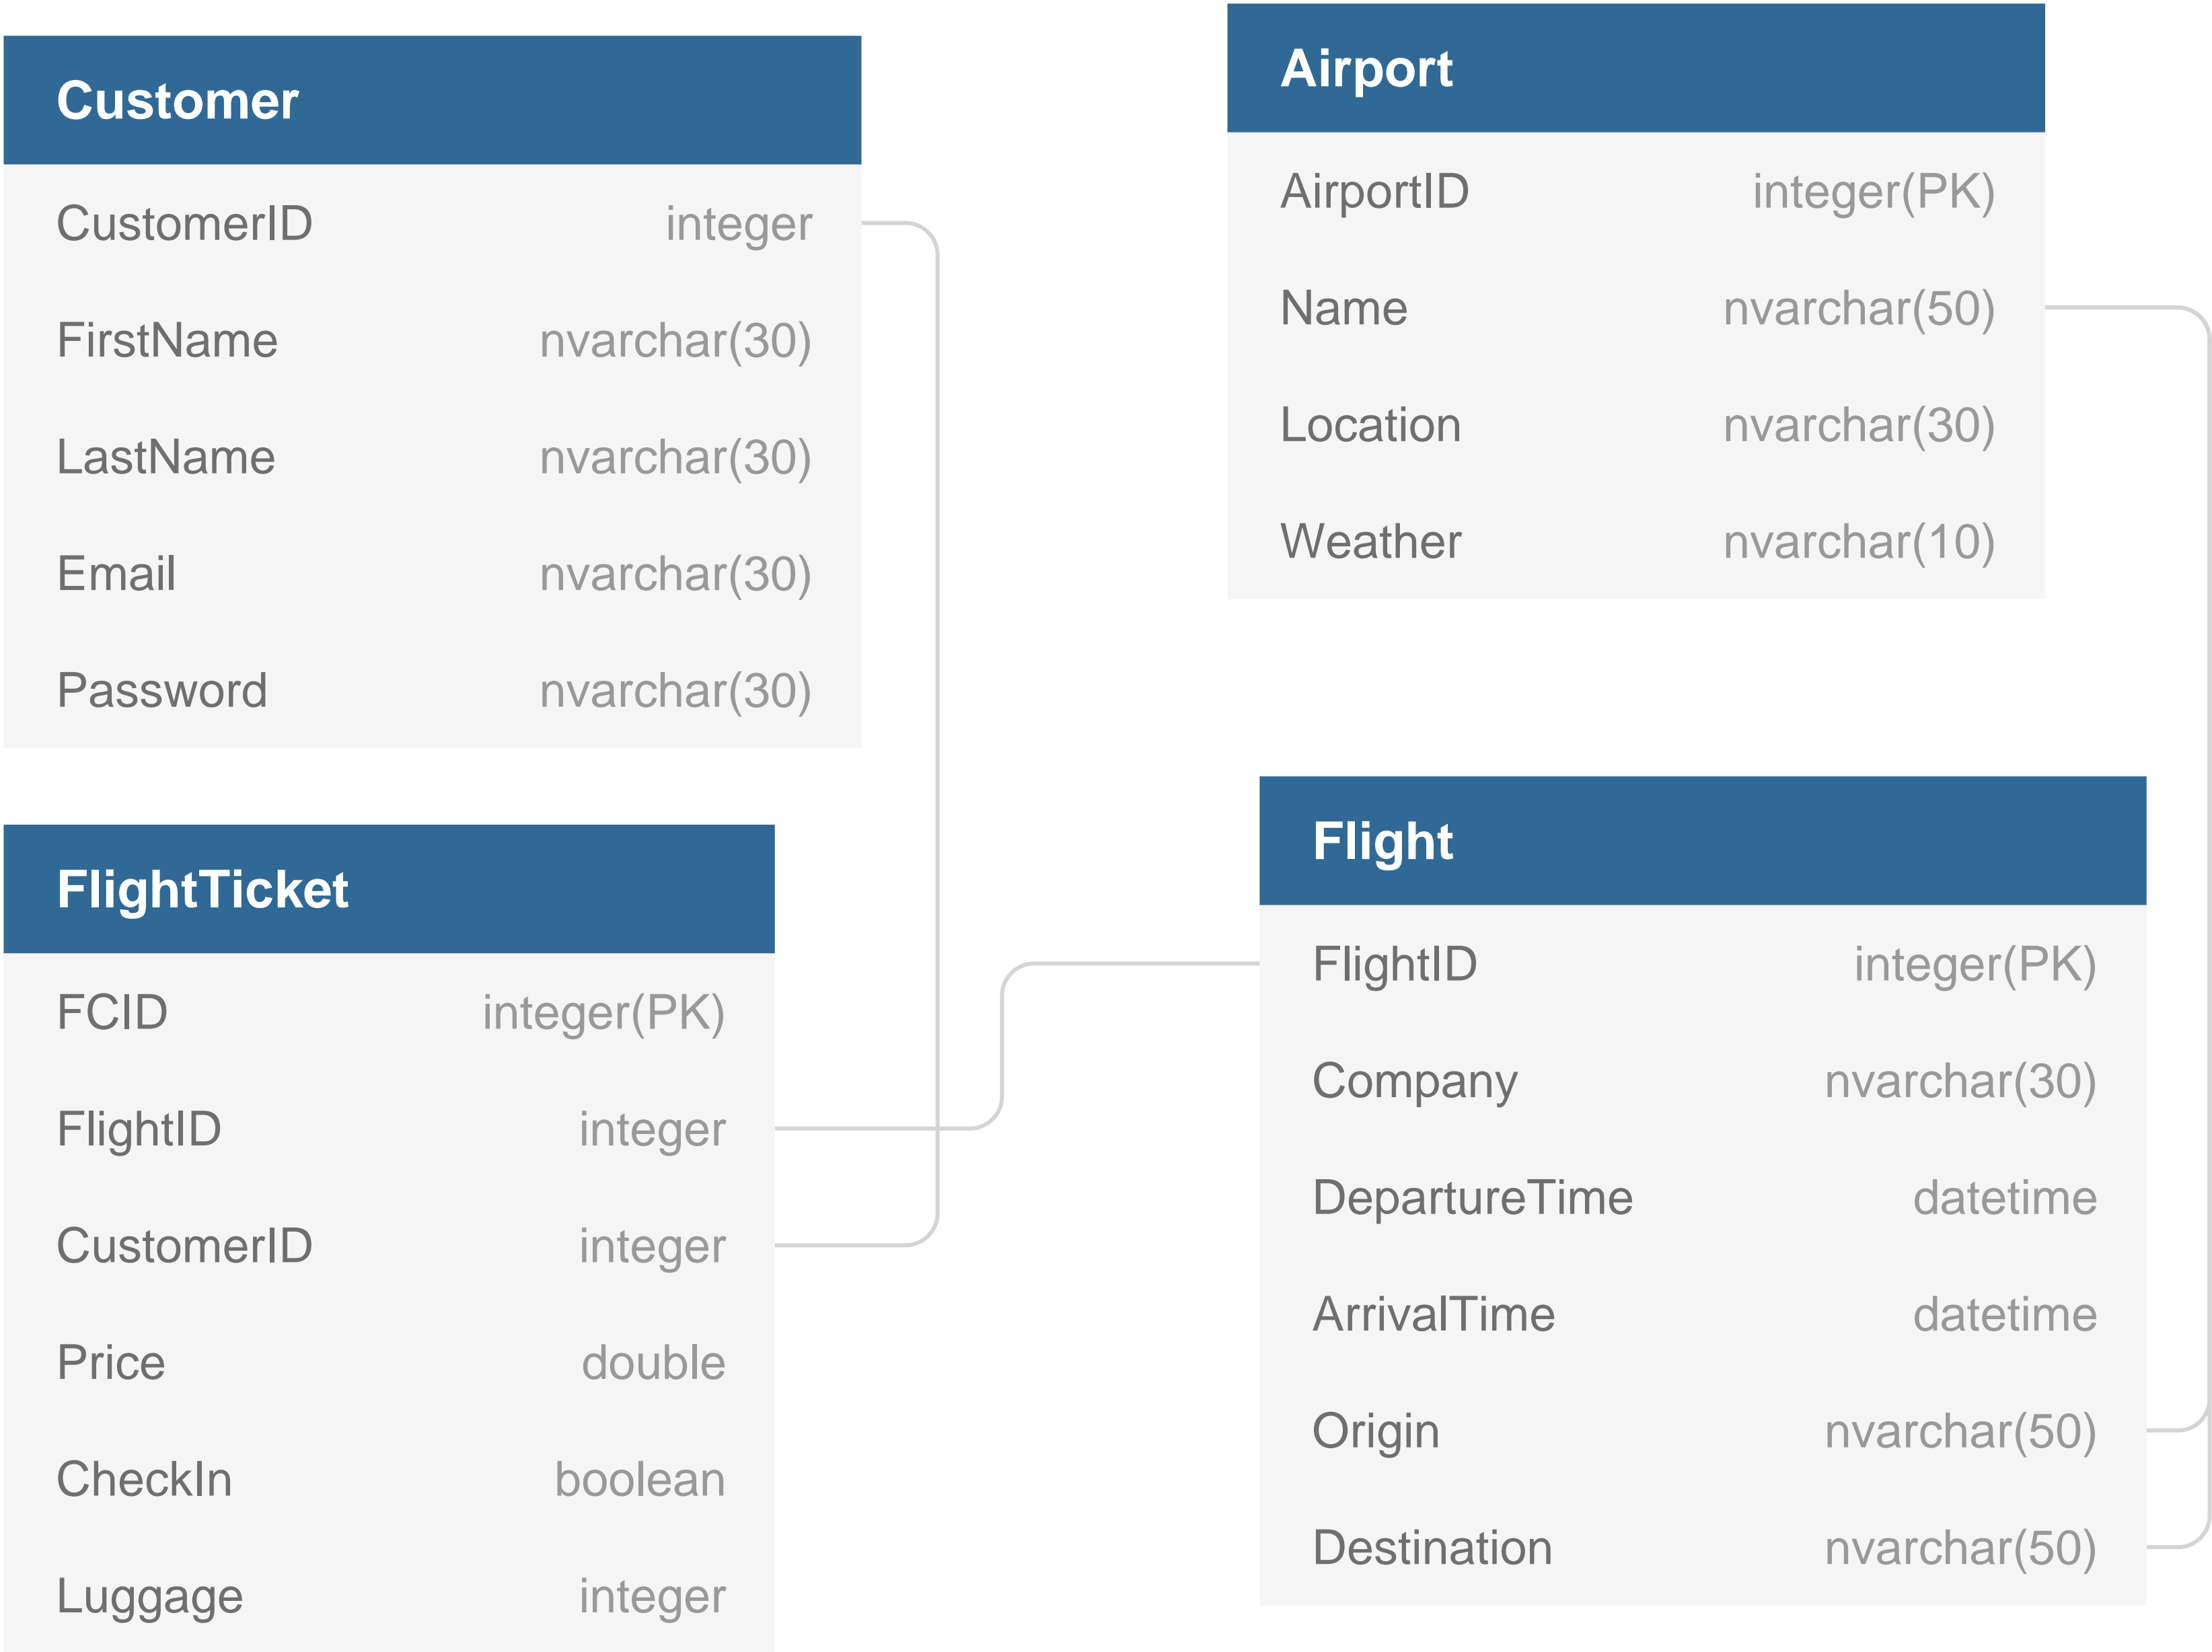 Customer
CustomerID integer
FirstName nvarchar(30)
LastName nvarchar(30)
Email nvarchar(30)
Password nvarchar(30)
Airport
AirportID integer(PK)
Name nvarchar(50)
Location nvarchar(30)
Weather nvarchar(10)
FlightTicket
FCID integer(PK)
FlightID integer
CustomerID integer
Price double
CheckIn boolean
Luggage integer
Flight
FlightID integer(PK)
Company nvarchar(30)
DepartureTime datetime
ArrivalTime datetime
Origin nvarchar(50)
Destination nvarchar(50)